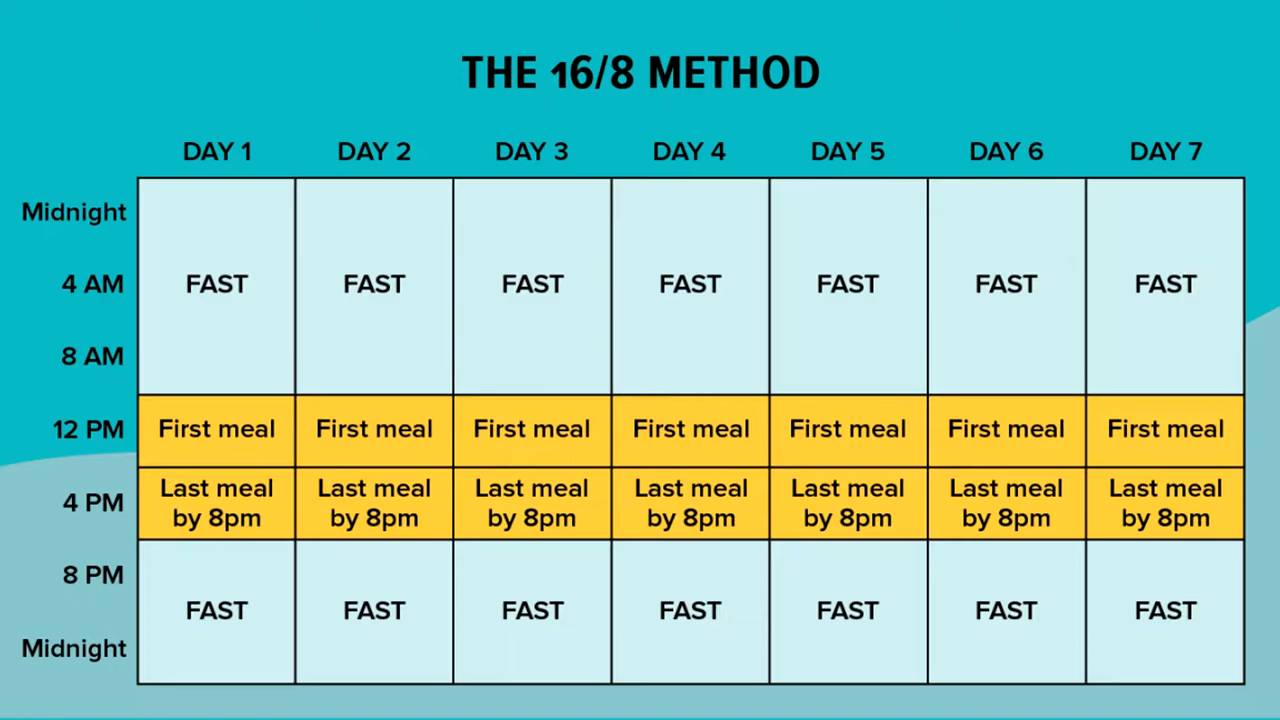 THE 16/8 METHOD
DAY 1 DAY 2 DAY 3 DAY 4 DAY 5 DAY 6 DAY 7
Midnight
4 AM FAST FAST FAST FAST FAST FAST FAST
8 AM
12 PM First meal First meal First meal First meal First meal First meal First meal
4 PM Last meal by 8pm Last meal by 8pm Last meal by 8pm Last meal by 8pm Last meal by 8pm Last meal by 8pm Last meal by 8pm
8 PM
FAST FAST FAST FAST FAST FAST FAST
Midnight